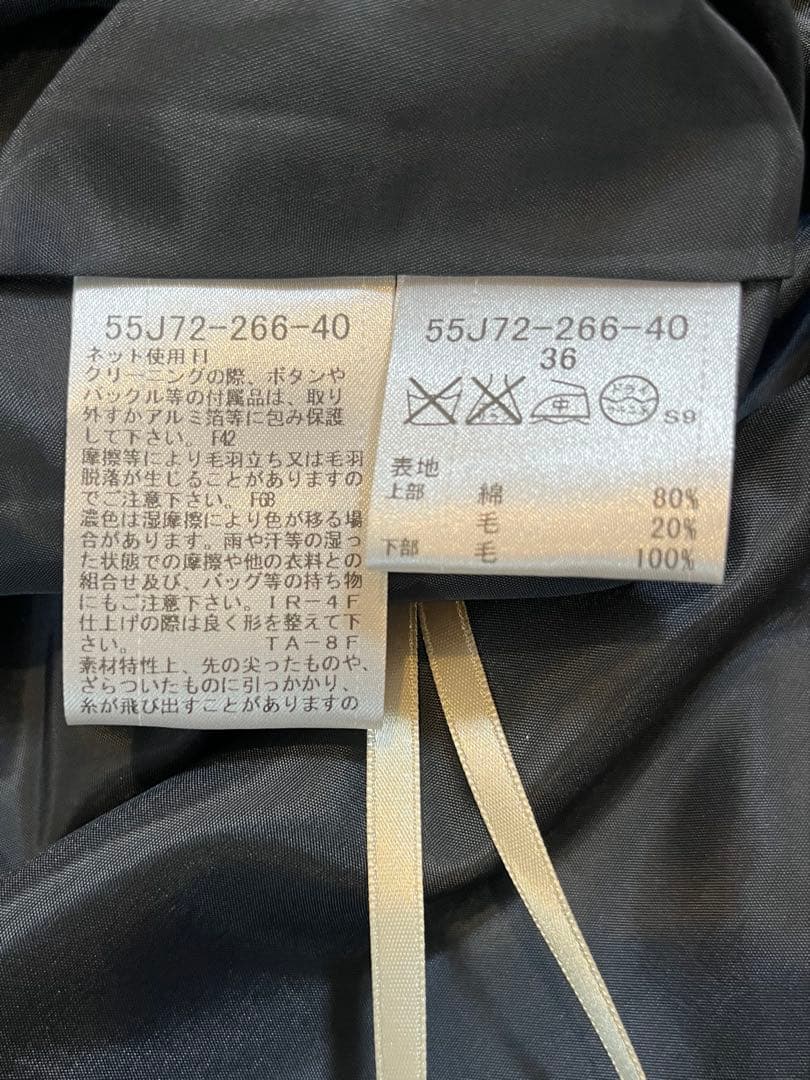 55J72-266-40
ネット使用 F1
クリーニングの際、ボタンや
バックル等の付属品は、取り
外すかアルミ箔等に包み保護
して下さい。F42
摩擦等により毛羽立ち又は毛羽
脱落が生じることがありますの
でご注意下さい。F6B
濃色は湿摩擦により色が移る場
合があります。雨や汗等の湿っ
た状態での摩擦や他の衣料との
組合せ及び、バッグ等の持ち物
にもご注意下さい。IR-4F
仕上げの際は良く形を整えて下
さい。 TA-8F
素材特性上、先の尖ったものや、
ざらついたものに引っかかり、
糸が飛び出すことがありますの
55J72-266-40
36
中
ドライ
S9
表地
上部 綿 80%
毛 20%
下部 毛 100%